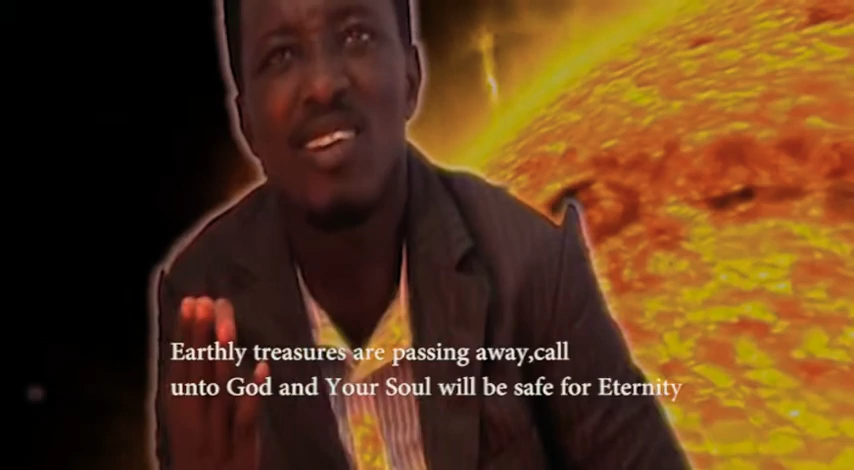 Earthly treasures are passing away,call
unto God and Your Soul will be safe for Eternity